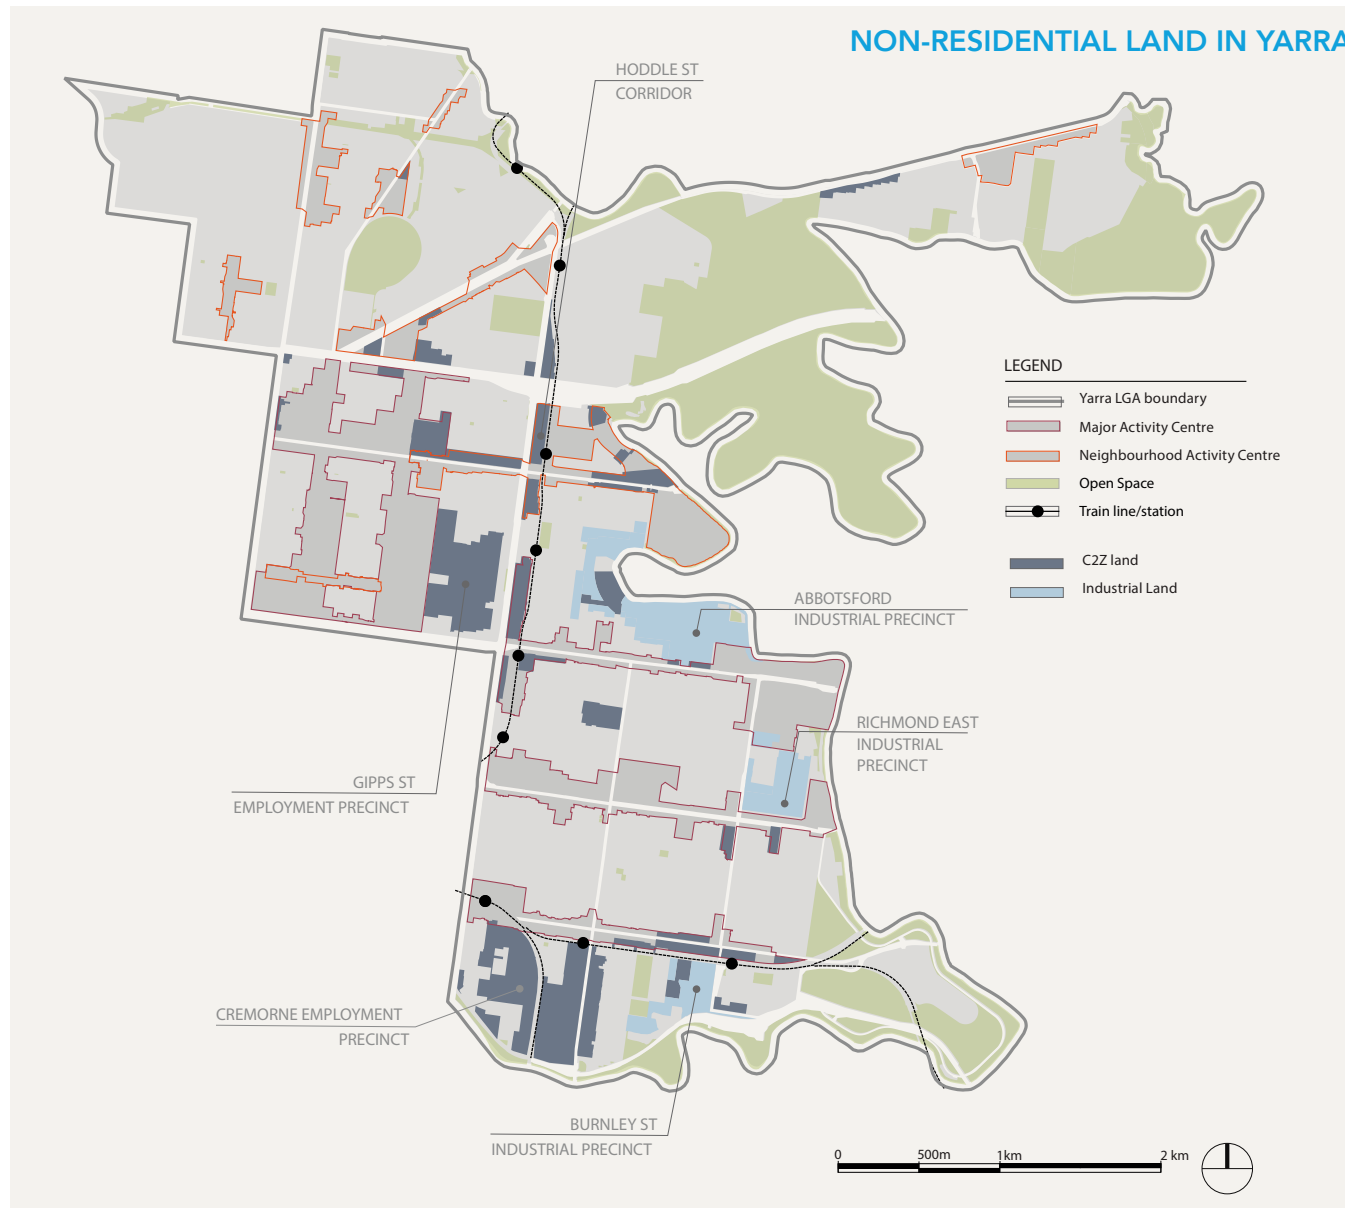 NON-RESIDENTIAL LAND IN YARRA
HODDLE ST
CORRIDOR
LEGEND
Yarra LGA boundary
Major Activity Centre
Neighbourhood Activity Centre
Open Space
Train line/station
C2Z land
Industrial Land
ABBOTSFORD
INDUSTRIAL PRECINCT
RICHMOND EAST
INDUSTRIAL
PRECINCT
GIPPS ST
EMPLOYMENT PRECINCT
CREMORNE EMPLOYMENT
PRECINCT
BURNLEY ST
INDUSTRIAL PRECINCT
0 500m 1km 2 km